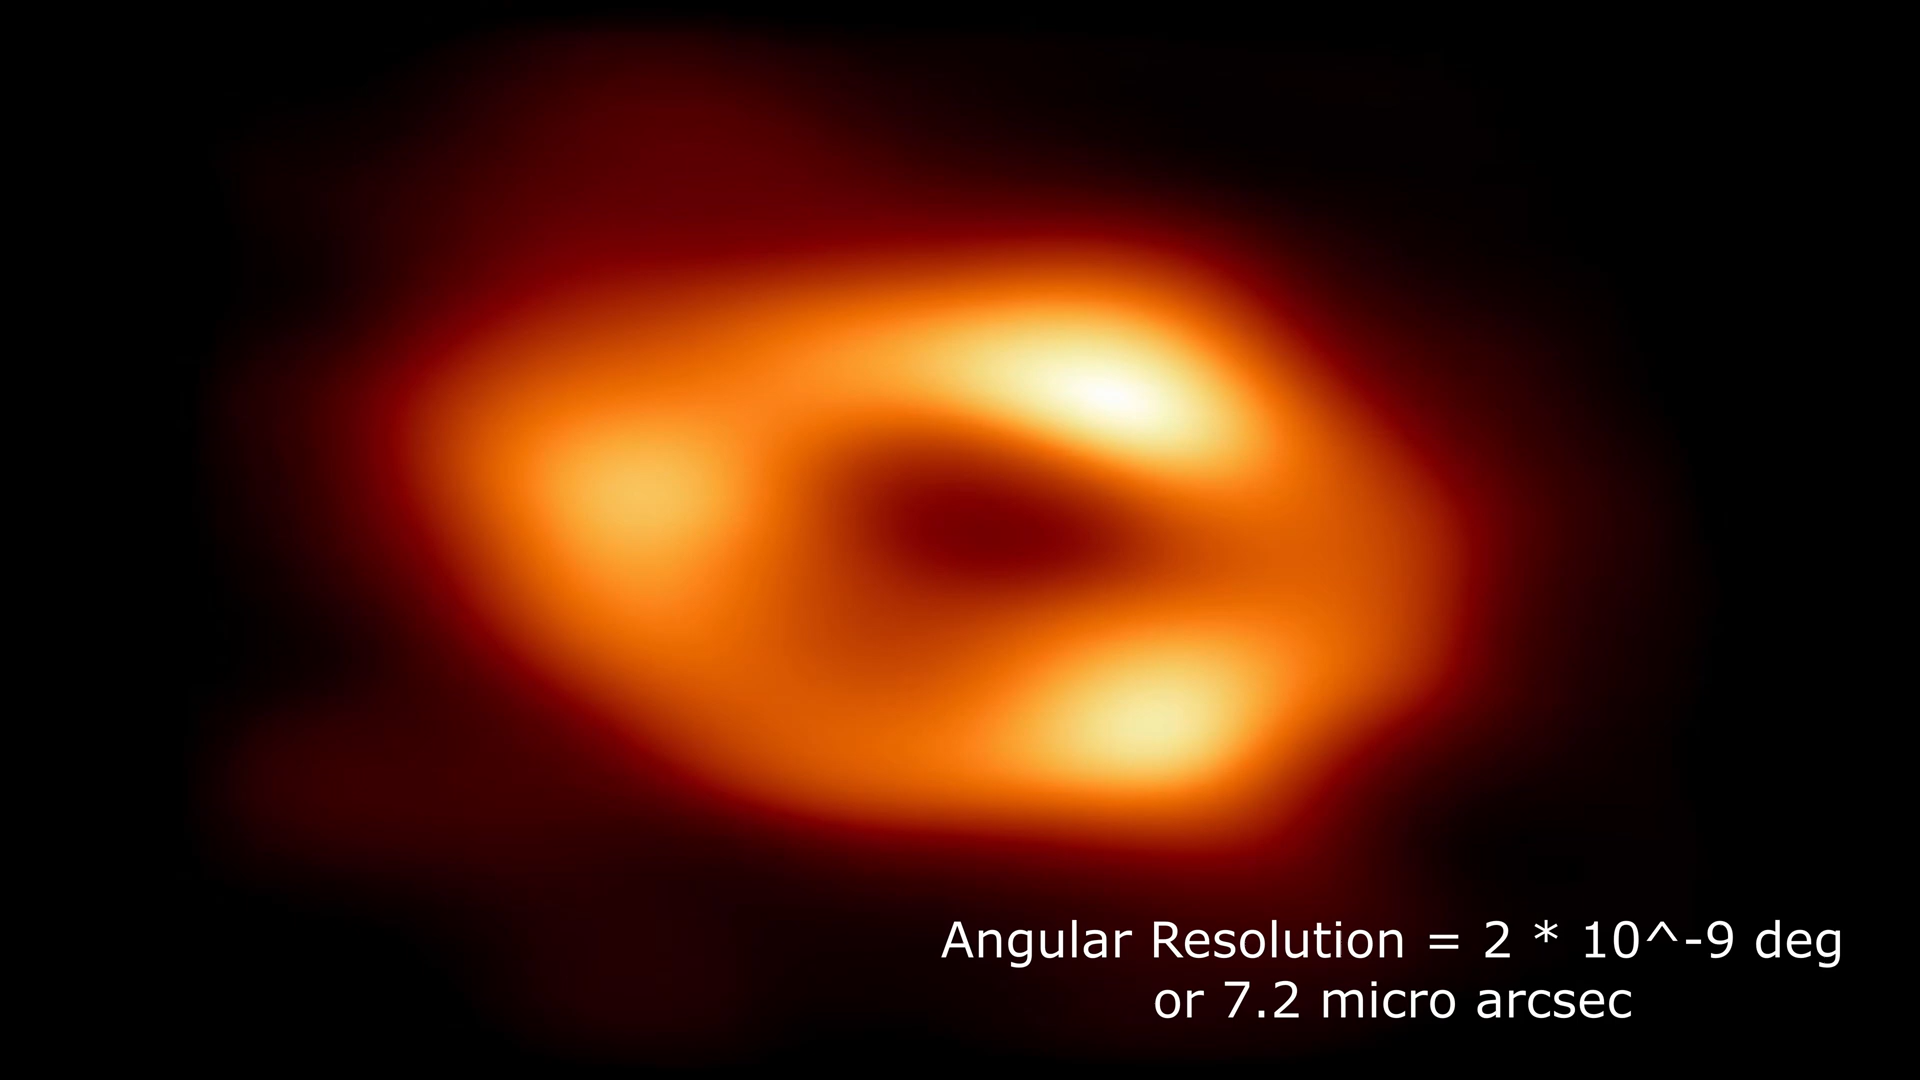 Angular Resolution = 2 * 10^-9 deg
or 7.2 micro arcsec